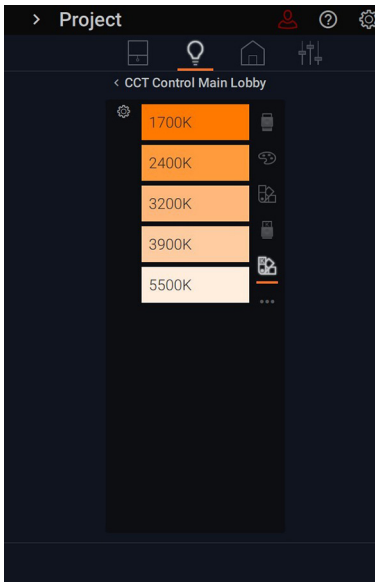 > Project
< CCT Control Main Lobby
1700K
2400K
3200K
3900K
5500K